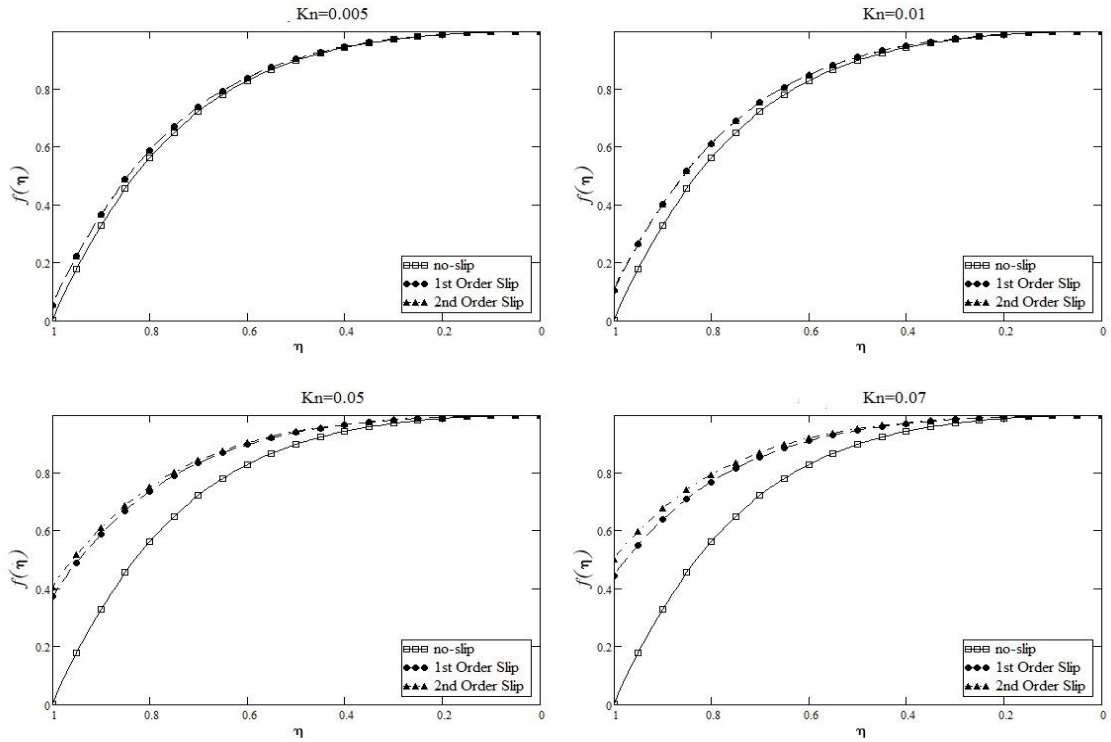 Kn=0.005
0.8
0.6
f(η)
0.4
0.2
0
no-slip
1st Order Slip
2nd Order Slip
1 0.8 0.6 0.4 0.2 0
η
Kn=0.01
0.8
0.6
f(η)
0.4
0.2
0
no-slip
1st Order Slip
2nd Order Slip
1 0.8 0.6 0.4 0.2 0
η
Kn=0.05
0.8
0.6
f(η)
0.4
0.2
0
no-slip
1st Order Slip
2nd Order Slip
1 0.8 0.6 0.4 0.2 0
η
Kn=0.07
0.8
0.6
f(η)
0.4
0.2
0
no-slip
1st Order Slip
2nd Order Slip
1 0.8 0.6 0.4 0.2 0
η